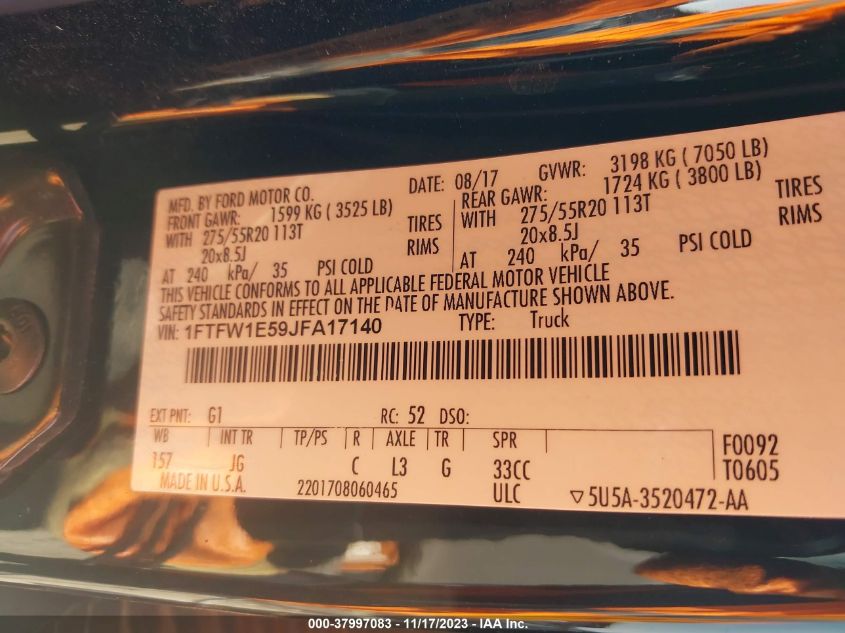 MFD. BY FORD MOTOR CO. DATE: 08/17 GVWR: 3198 KG ( 7050 LB)
FRONT GAWR: 1599 KG ( 3525 LB) REAR GAWR: 1724 KG ( 3800 LB)
WITH 275/55R20 113T TIRES WITH 275/55R20 113T TIRES
20x8.5J RIMS 20x8.5J RIMS
AT 240 kPa/ 35 PSI COLD AT 240 kPa/ 35 PSI COLD
THIS VEHICLE CONFORMS TO ALL APPLICABLE FEDERAL MOTOR VEHICLE
SAFETY STANDARDS IN EFFECT ON THE DATE OF MANUFACTURE SHOWN ABOVE.
VIN: 1FTFW1E59JFA17140 TYPE: Truck
EXT PNT: G1 RC: 52 DSO:
WB INT TR TP/PS R AXLE TR SPR F0092
157 JG C L3 G 33CC T0605
MADE IN U.S.A. 2201708060465 ULC ▽5U5A-3520472-AA
000-37997083 - 11/17/2023 - IAA Inc.